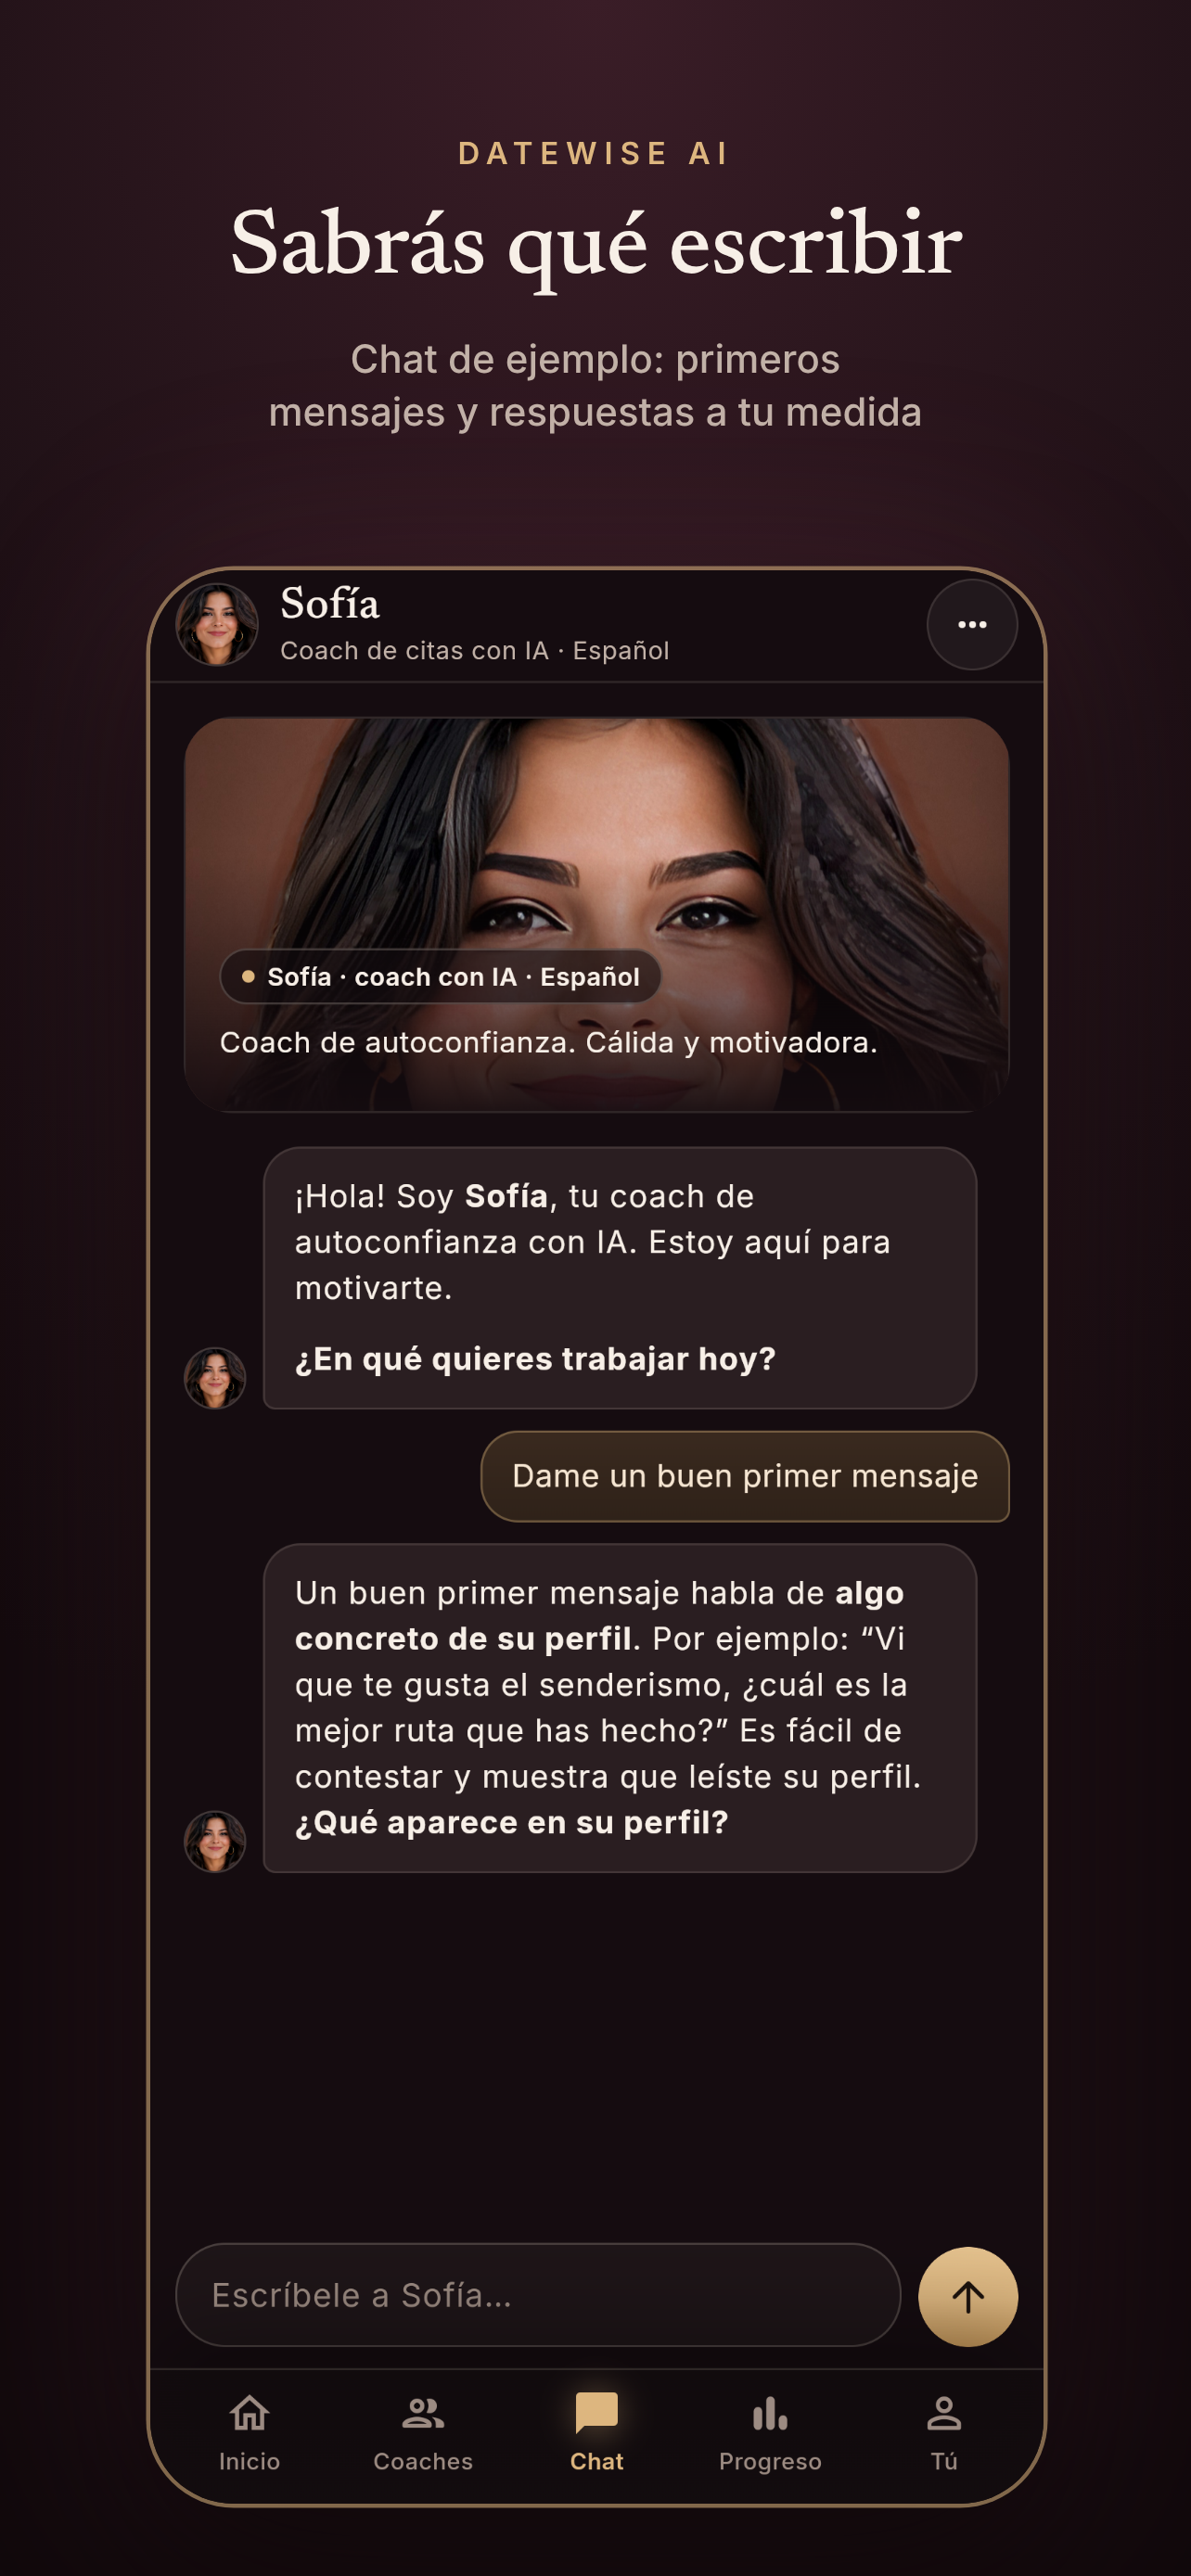 DATEWISE AI
Sabrás qué escribir
Chat de ejemplo: primeros
mensajes y respuestas a tu medida
Sofía
Coach de citas con IA · Español
Sofía · coach con IA · Español
Coach de autoconfianza. Cálida y motivadora.
¡Hola! Soy Sofía, tu coach de
autoconfianza con IA. Estoy aquí para
motivarte.
¿En qué quieres trabajar hoy?
Dame un buen primer mensaje
Un buen primer mensaje habla de algo
concreto de su perfil. Por ejemplo: “Vi
que te gusta el senderismo, ¿cuál es la
mejor ruta que has hecho?” Es fácil de
contestar y muestra que leíste su perfil.
¿Qué aparece en su perfil?
Escríbele a Sofía...
Inicio
Coaches
Chat
Progreso
Tú